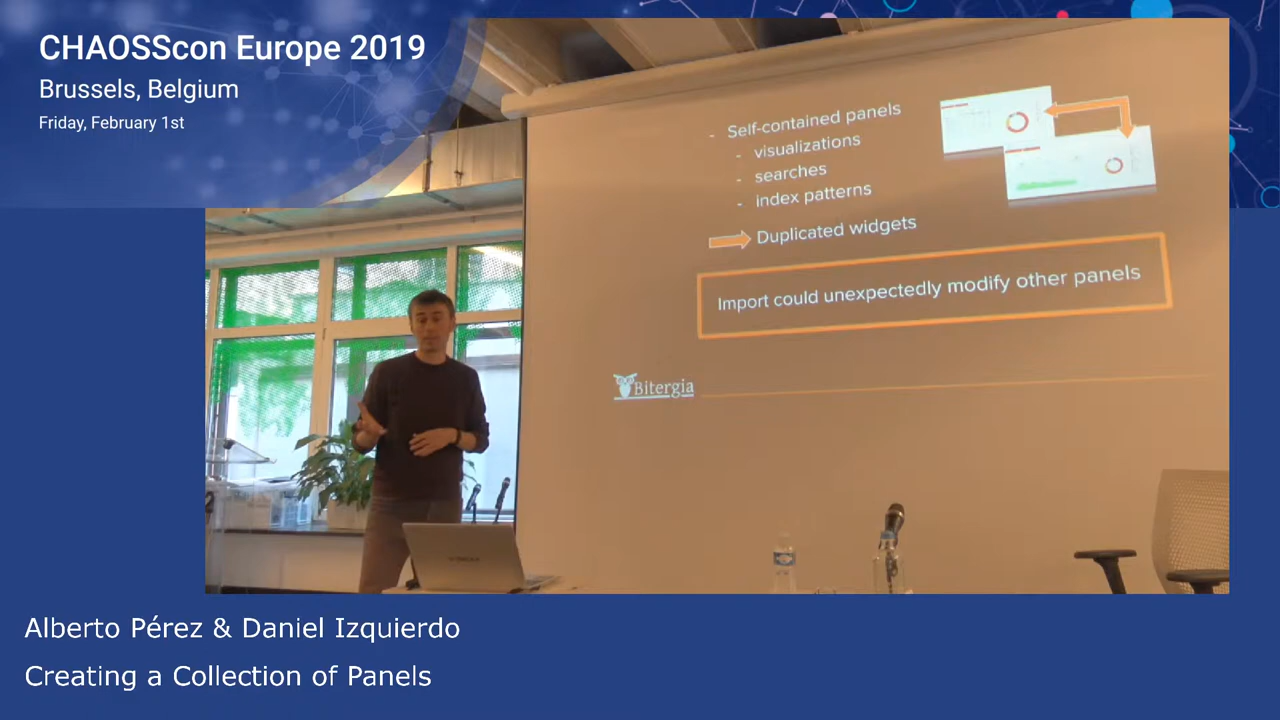 CHAOSScon Europe 2019
Brussels, Belgium
Friday, February 1st
- Self-contained panels
- visualizations
- searches
- index patterns
Duplicated widgets
Import could unexpectedly modify other panels
Bitergia
Alberto Pérez & Daniel Izquierdo
Creating a Collection of Panels